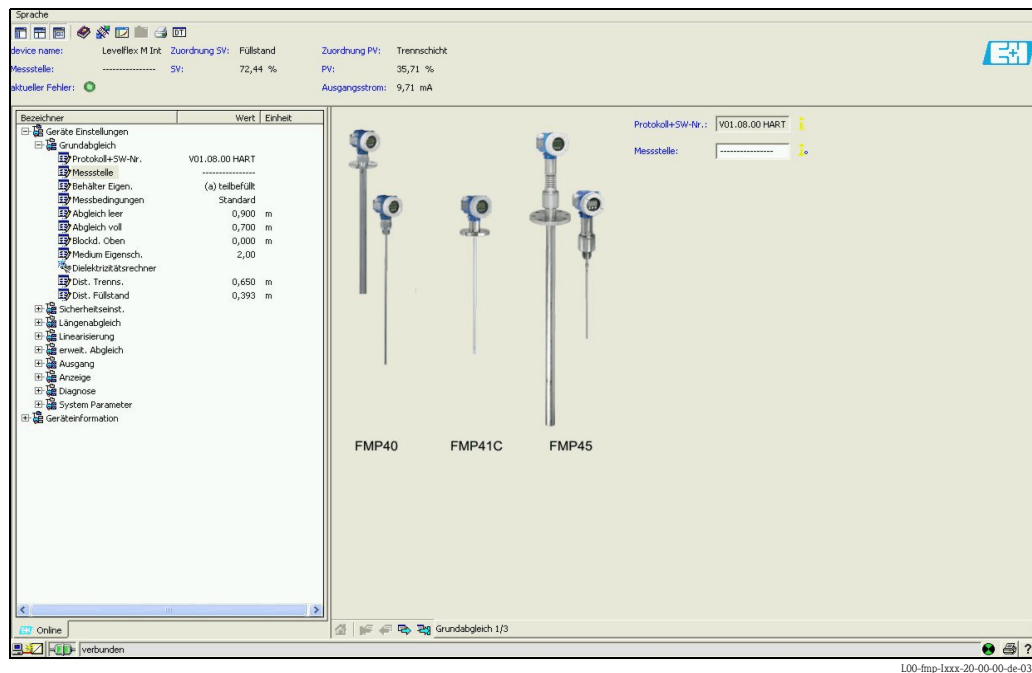 Sprache
device name: Levelflex M Int Zuordnung SV: Füllstand Zuordnung PV: Trennschicht
Messstelle: ---------------- SV: 72,44 % PV: 35,71 %
aktueller Fehler: Ausgangsstrom: 9,71 mA
E+H
Bezeichner Wert Einheit
Geräte Einstellungen
Grundabgleich
Protokoll+SW-Nr. V01.08.00 HART
Messstelle ----------------
Behälter Eigen. (a) teilbefüllt
Messbedingungen Standard
Abgleich leer 0,900 m
Abgleich voll 0,700 m
Blockd. Oben 0,000 m
Medium Eigensch. 2,00
Dielektrizitätsrechner
Dist. Trenns. 0,650 m
Dist. Füllstand 0,393 m
Sicherheitseinst.
Längenabgleich
Linearisierung
erweit. Abgleich
Ausgang
Anzeige
Diagnose
System Parameter
Geräteinformation
Protokoll+SW-Nr.: V01.08.00 HART
Messstelle: ----------------
FMP40 FMP41C FMP45
Online
Grundabgleich 1/3
verbunden
L00-fmp-Ixxx-20-00-00-de-03